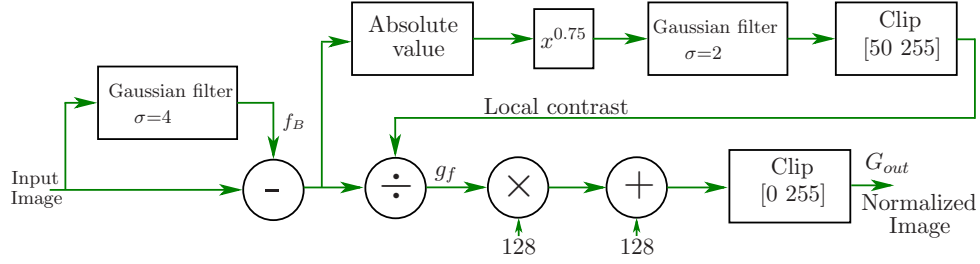 Absolute
value
x^0.75
Gaussian filter
σ=2
Clip
[50 255]
Gaussian filter
σ=4
f_B
Local contrast
Input
Image
-
÷
g_f
×
+
Clip
[0 255]
G_out
Normalized
Image
128
128